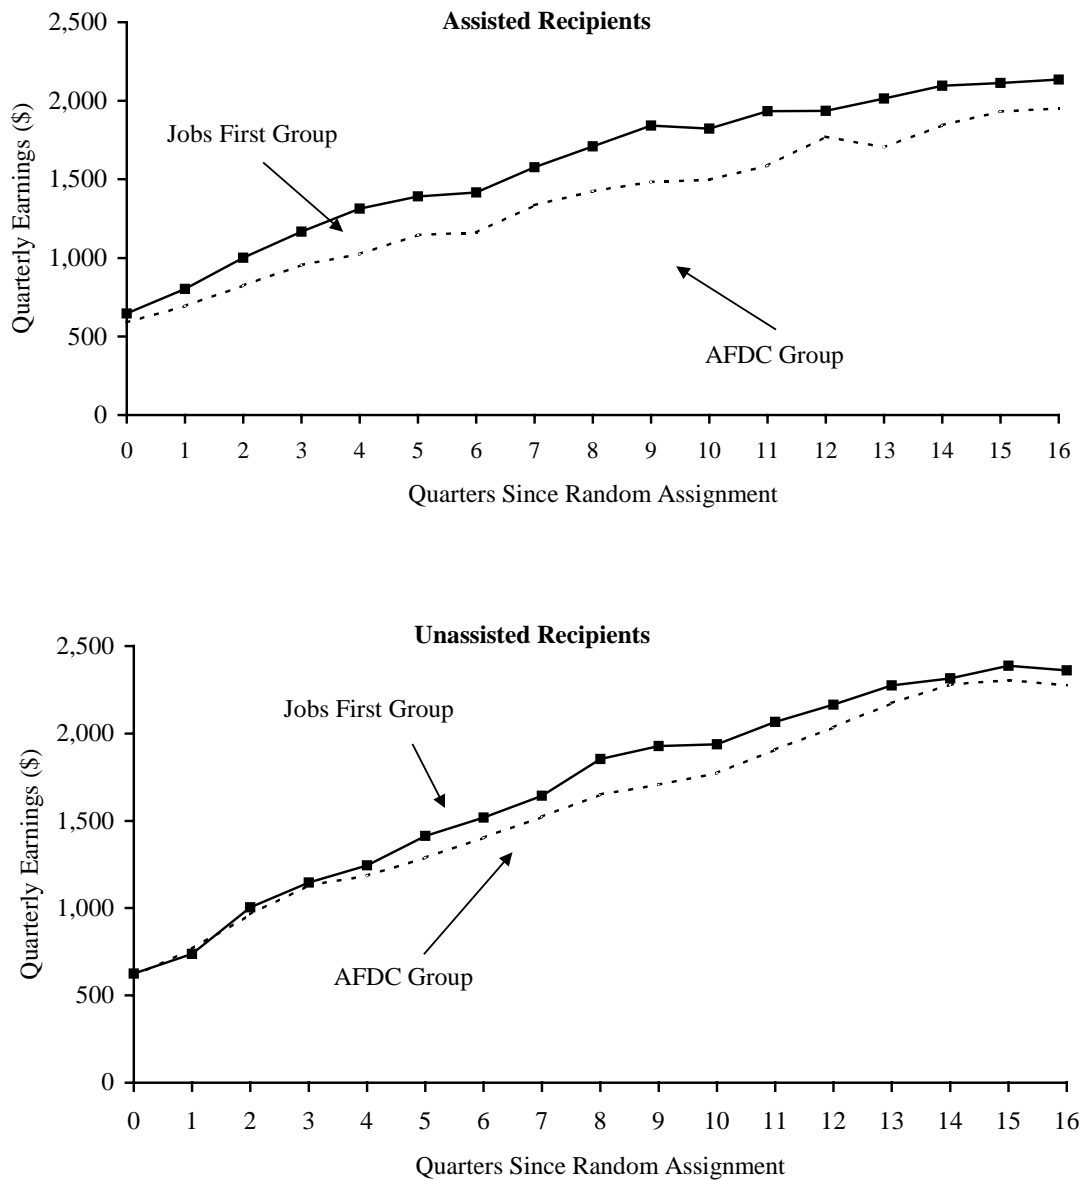 Assisted Recipients
2,500
2,000
1,500
1,000
500
0
Quarterly Earnings ($)
Jobs First Group
AFDC Group
0 1 2 3 4 5 6 7 8 9 10 11 12 13 14 15 16
Quarters Since Random Assignment
Unassisted Recipients
2,500
2,000
1,500
1,000
500
0
Quarterly Earnings ($)
Jobs First Group
AFDC Group
0 1 2 3 4 5 6 7 8 9 10 11 12 13 14 15 16
Quarters Since Random Assignment